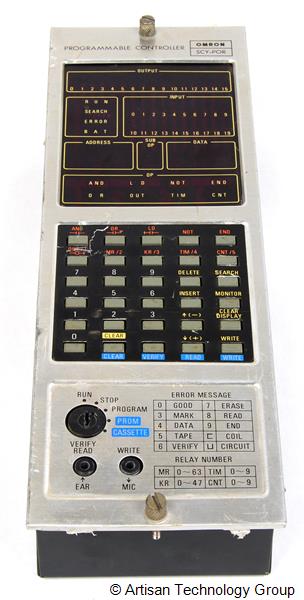 PROGRAMMABLE CONTROLLER
OMRON
SCY-POR
OUTPUT
0 1 2 3 4 5 6 7 8 9 10 11 12 13 14 15
RUN
SEARCH
ERROR
BAT
INPUT
0 1 2 3 4 5 6 7 8 9
10 11 12 13 14 15 16 17 18 19
ADDRESS
SUB OP
DATA
OP
AND LD NOT END
OR OUT TIM CNT
AND OR LD NOT END
MR/2 KR/3 TIM/4 CNT/5
7 8 9 DELETE SEARCH
4 5 6 INSERT MONITOR
1 2 3 ↑(−) CLEAR DISPLAY
0 CLEAR ↓(+) WRITE
CLEAR VERIFY READ WRITE
RUN
STOP
PROGRAM
PROM
CASSETTE
VERIFY
READ
WRITE
EAR
MIC
ERROR MESSAGE
0 GOOD 7 ERASE
3 MARK 8 READ
4 DATA 9 END
5 TAPE ⊏ COIL
6 VERIFY ⊔ CIRCUIT
RELAY NUMBER
MR 0~63 TIM 0~9
KR 0~47 CNT 0~9
© Artisan Technology Group